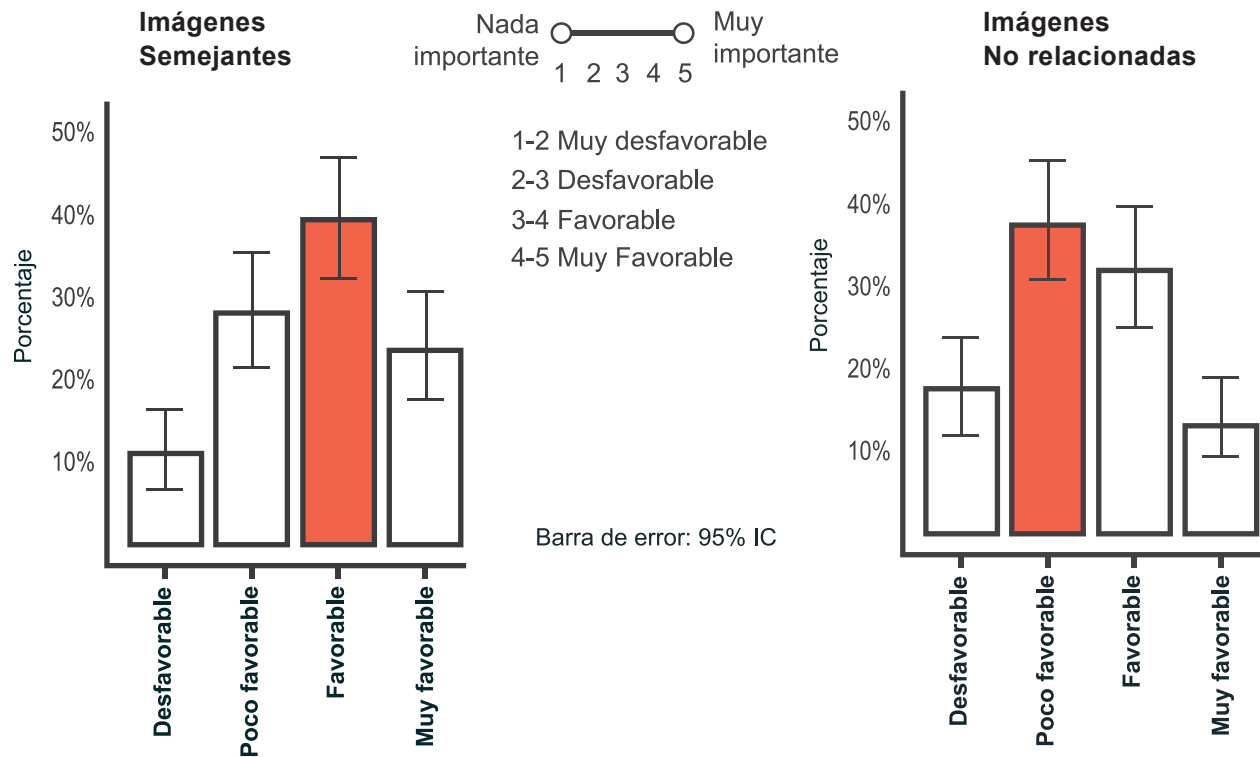 Imágenes
Semejantes
50%
40%
30%
20%
10%
Porcentaje
Desfavorable
Poco favorable
Favorable
Muy favorable
Nada
importante
Muy
importante
1 2 3 4 5
1-2 Muy desfavorable
2-3 Desfavorable
3-4 Favorable
4-5 Muy Favorable
Barra de error: 95% IC
Imágenes
No relacionadas
50%
40%
30%
20%
10%
Porcentaje
Desfavorable
Poco favorable
Favorable
Muy favorable